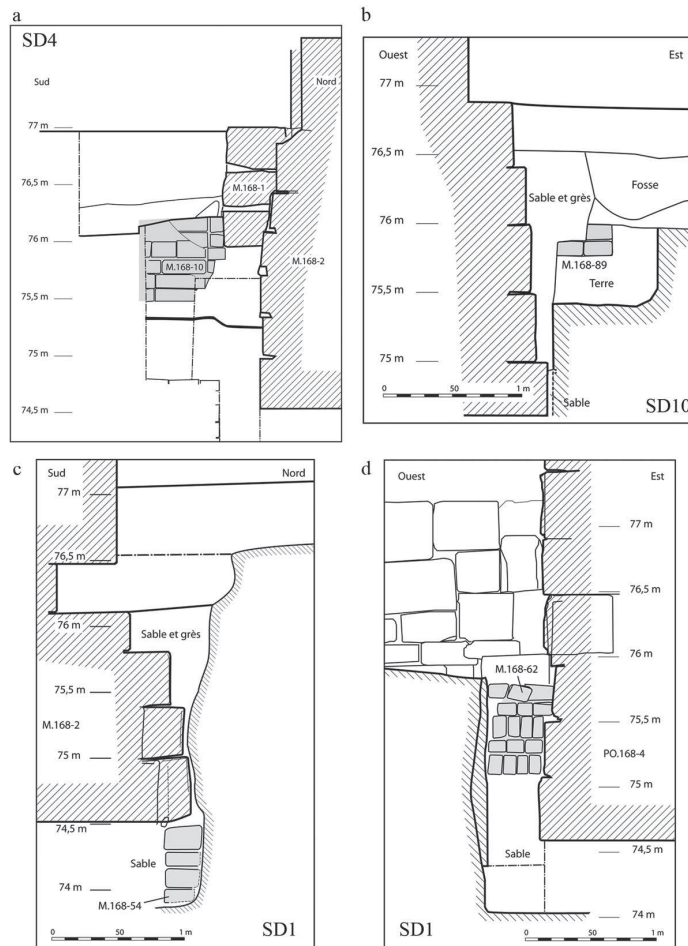 a
SD4
Sud
Nord
77 m
76,5 m
76 m
75,5 m
75 m
74,5 m
M.168-1
M.168-10
M.168-2
b
Ouest
Est
77 m
76,5 m
76 m
75,5 m
75 m
Sable et grès
Fosse
M.168-89
Terre
Sable
0 50 1 m
SD10
c
Sud
Nord
77 m
76,5 m
76 m
Sable et grès
75,5 m
M.168-2
75 m
74,5 m
Sable
74 m
M.168-54
SD1
0 50 1 m
d
Ouest
Est
77 m
76,5 m
76 m
M.168-62
75,5 m
PO.168-4
75 m
Sable
74,5 m
74 m
SD1
0 50 1 m